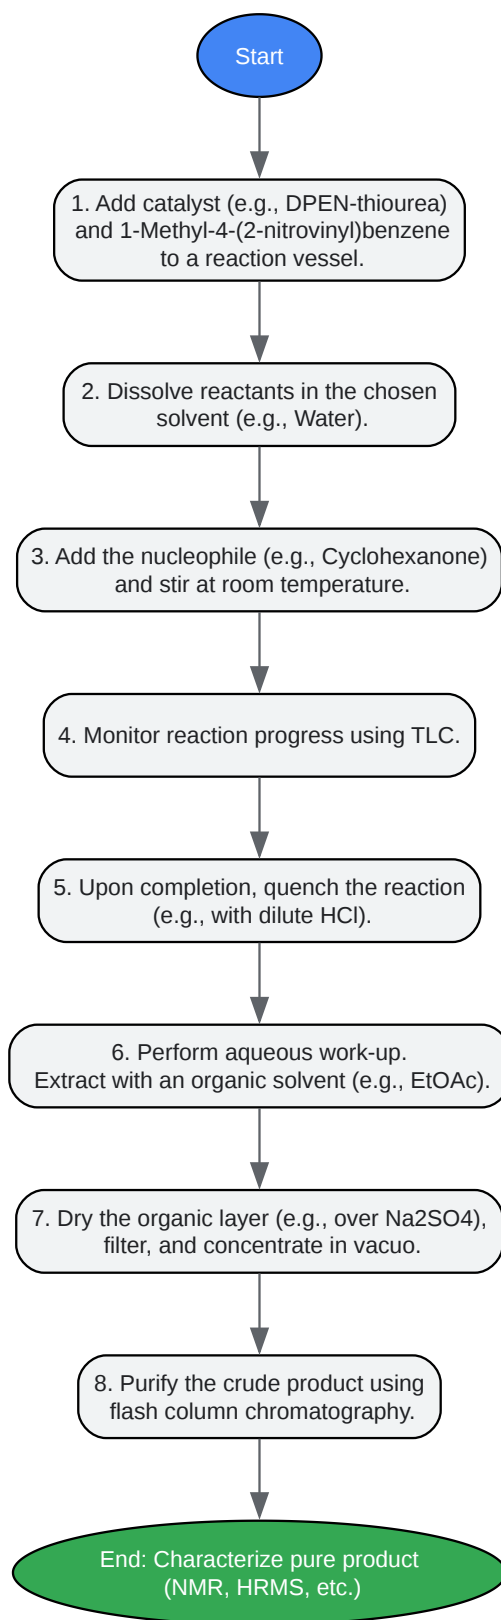 Start
1. Add catalyst (e.g., DPEN-thiourea)
and 1-Methyl-4-(2-nitrovinyl)benzene
to a reaction vessel.
2. Dissolve reactants in the chosen
solvent (e.g., Water).
3. Add the nucleophile (e.g., Cyclohexanone)
and stir at room temperature.
4. Monitor reaction progress using TLC.
5. Upon completion, quench the reaction
(e.g., with dilute HCl).
6. Perform aqueous work-up.
Extract with an organic solvent (e.g., EtOAc).
7. Dry the organic layer (e.g., over Na2SO4),
filter, and concentrate in vacuo.
8. Purify the crude product using
flash column chromatography.
End: Characterize pure product
(NMR, HRMS, etc.)